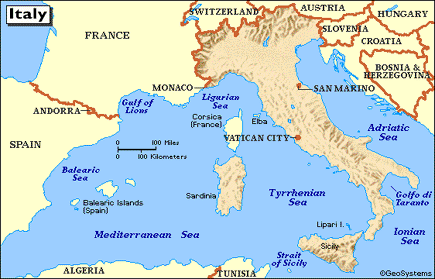 Italy
SWITZERLAND
AUSTRIA
HUNGARY
SLOVENIA
CROATIA
FRANCE
BOSNIA &
HERZEGOVINA
MONACO
SAN MARINO
Gulf of
Lions
Ligurian
Sea
ANDORRA
Corsica
(France)
Elba
Adriatic
Sea
100 Miles
100 Kilometers
VATICAN CITY
SPAIN
Balearic
Sea
Balearic Islands
(Spain)
Sardinia
Tyrrhenian
Sea
Golfo di
Taranto
Lipari I.
Ionian
Sea
Mediterranean Sea
Sicily
Strait
of Sicily
ALGERIA
TUNISIA
©GeoSystems